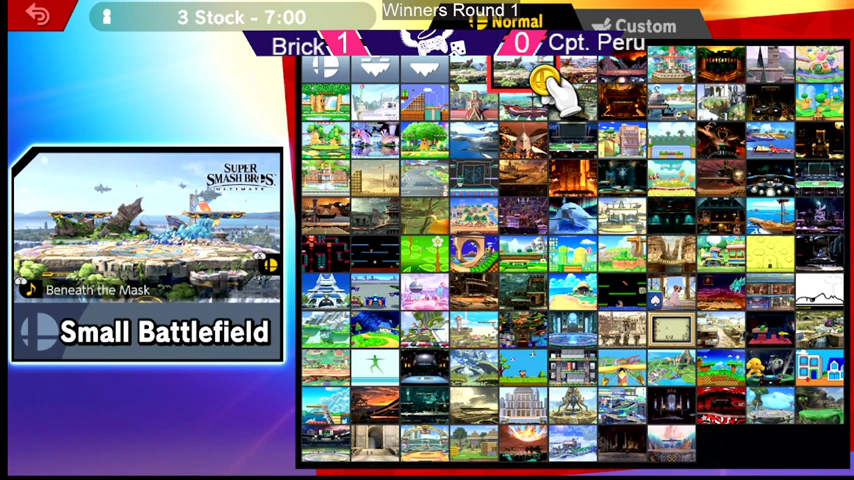 3 Stock - 7:00
Winners Round 1
Normal
Custom
Brick 1
0 Cpt. Peru
SUPER
SMASH BROS.
ULTIMATE
Beneath the Mask
Small Battlefield